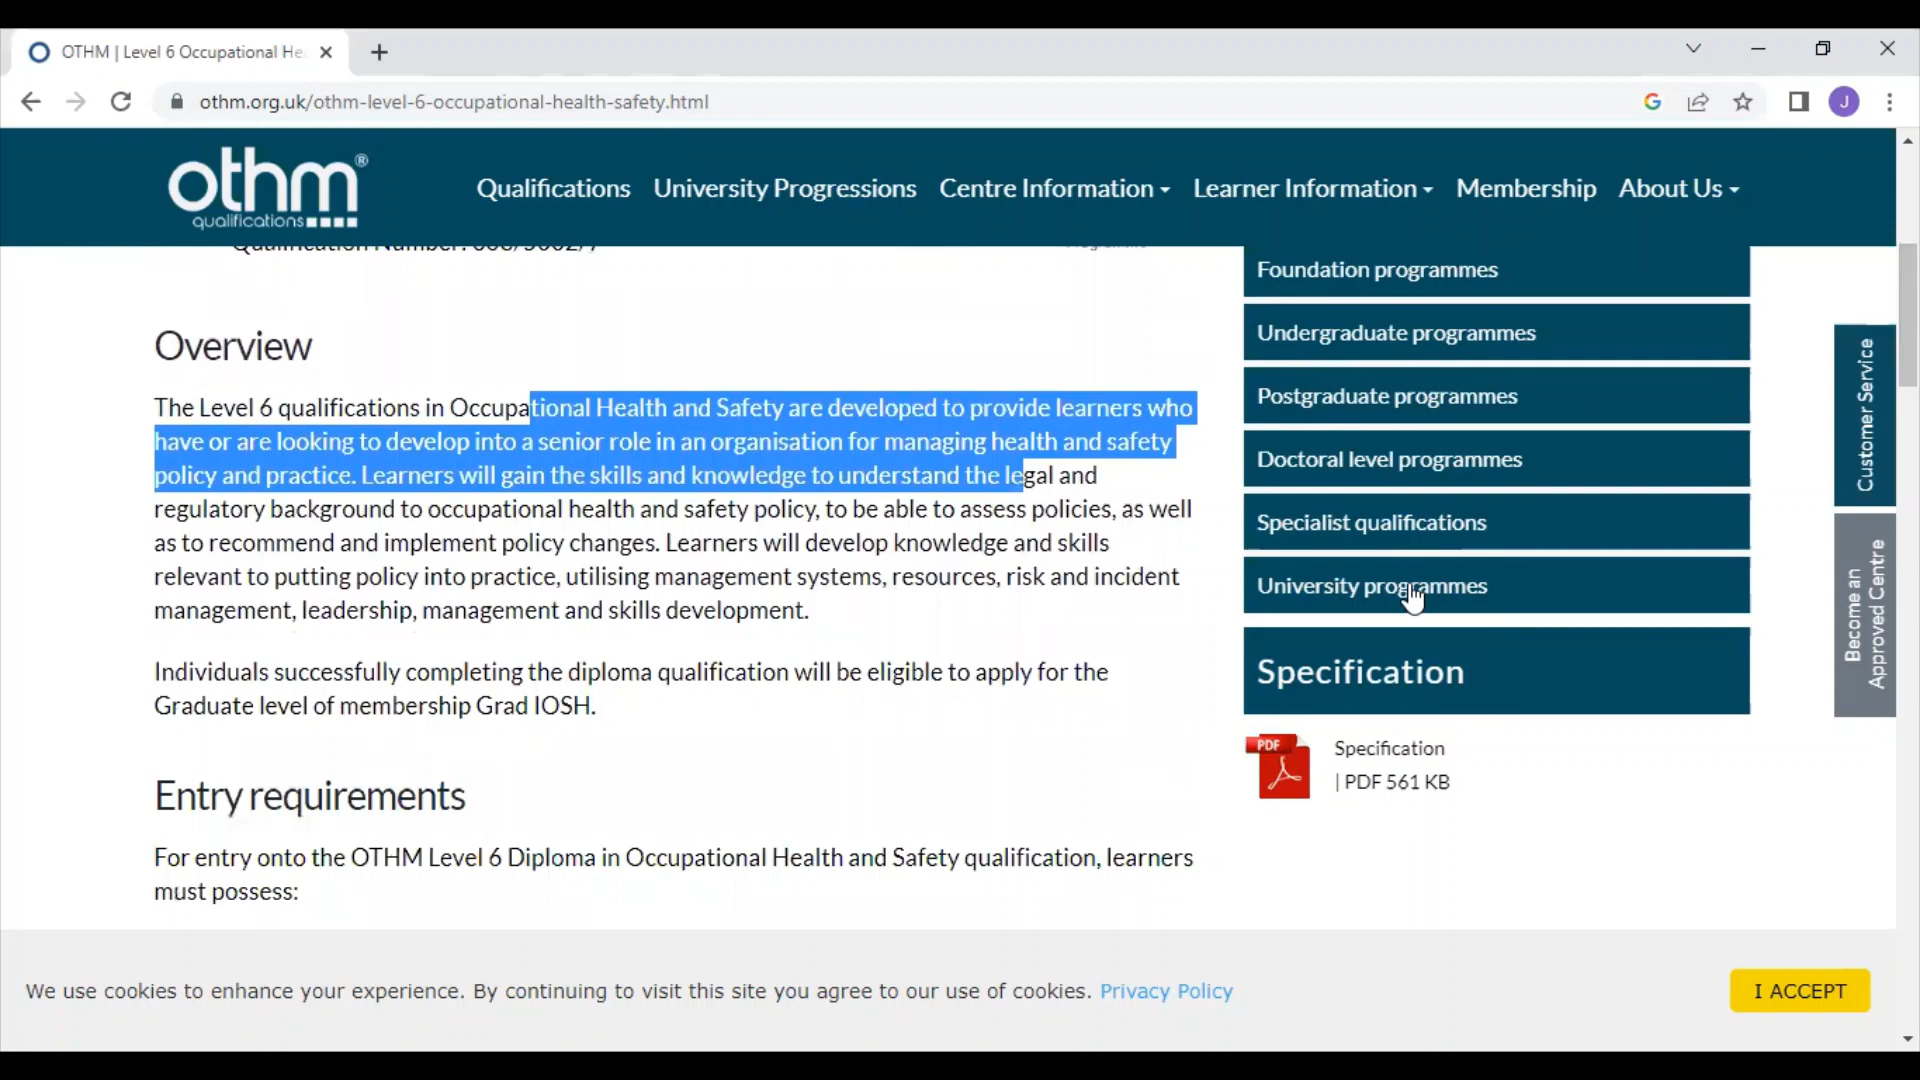 OTHM | Level 6 Occupational He
othm.org.uk/othm-level-6-occupational-health-safety.html
J
othm®
qualifications
Qualifications University Progressions Centre Information Learner Information Membership About Us
Overview
The Level 6 qualifications in Occupational Health and Safety are developed to provide learners who
have or are looking to develop into a senior role in an organisation for managing health and safety
policy and practice. Learners will gain the skills and knowledge to understand the legal and
regulatory background to occupational health and safety policy, to be able to assess policies, as well
as to recommend and implement policy changes. Learners will develop knowledge and skills
relevant to putting policy into practice, utilising management systems, resources, risk and incident
management, leadership, management and skills development.
Individuals successfully completing the diploma qualification will be eligible to apply for the
Graduate level of membership Grad IOSH.
Entry requirements
For entry onto the OTHM Level 6 Diploma in Occupational Health and Safety qualification, learners
must possess:
Foundation programmes
Undergraduate programmes
Postgraduate programmes
Doctoral level programmes
Specialist qualifications
University programmes
Specification
PDF
Specification
| PDF 561 KB
Customer Service
Become an
Approved Centre
We use cookies to enhance your experience. By continuing to visit this site you agree to our use of cookies. Privacy Policy
I ACCEPT